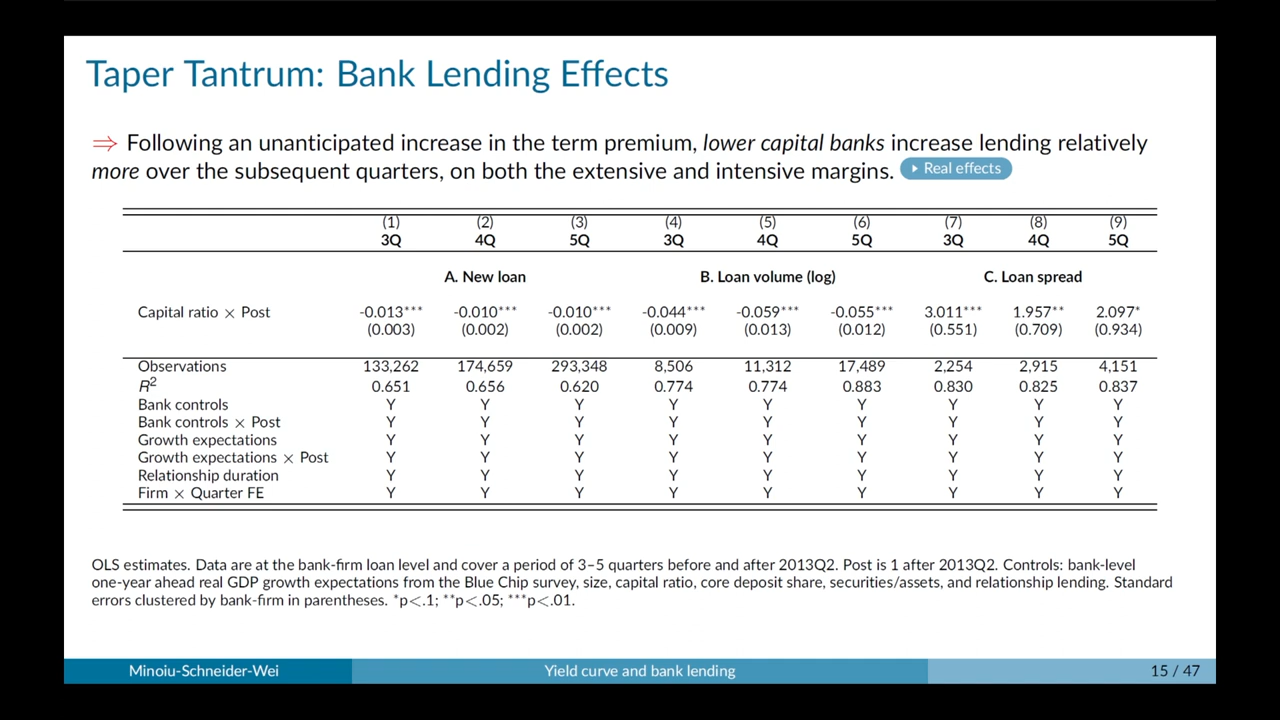 Taper Tantrum: Bank Lending Effects
⇒ Following an unanticipated increase in the term premium, lower capital banks increase lending relatively
more over the subsequent quarters, on both the extensive and intensive margins. Real effects
(1) (2) (3) (4) (5) (6) (7) (8) (9)
3Q 4Q 5Q 3Q 4Q 5Q 3Q 4Q 5Q
A. New loan B. Loan volume (log) C. Loan spread
Capital ratio × Post -0.013*** -0.010*** -0.010*** -0.044*** -0.059*** -0.055*** 3.011*** 1.957** 2.097*
(0.003) (0.002) (0.002) (0.009) (0.013) (0.012) (0.551) (0.709) (0.934)
Observations 133,262 174,659 293,348 8,506 11,312 17,489 2,254 2,915 4,151
R² 0.651 0.656 0.620 0.774 0.774 0.883 0.830 0.825 0.837
Bank controls Y Y Y Y Y Y Y Y Y
Bank controls × Post Y Y Y Y Y Y Y Y Y
Growth expectations Y Y Y Y Y Y Y Y Y
Growth expectations × Post Y Y Y Y Y Y Y Y Y
Relationship duration Y Y Y Y Y Y Y Y Y
Firm × Quarter FE Y Y Y Y Y Y Y Y Y
OLS estimates. Data are at the bank-firm loan level and cover a period of 3–5 quarters before and after 2013Q2. Post is 1 after 2013Q2. Controls: bank-level
one-year ahead real GDP growth expectations from the Blue Chip survey, size, capital ratio, core deposit share, securities/assets, and relationship lending. Standard
errors clustered by bank-firm in parentheses. *p<.1; **p<.05; ***p<.01.
Minoiu-Schneider-Wei Yield curve and bank lending 15 / 47